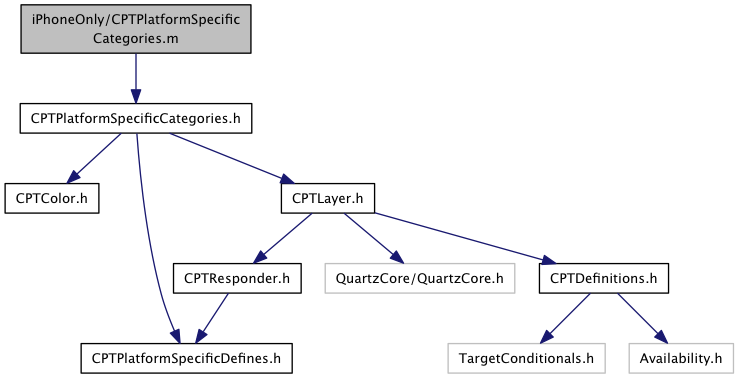 iPhoneOnly/CPTPlatformSpecific
Categories.m
CPTPlatformSpecificCategories.h
CPTColor.h
CPTLayer.h
CPTResponder.h
QuartzCore/QuartzCore.h
CPTDefinitions.h
CPTPlatformSpecificDefines.h
TargetConditionals.h
Availability.h